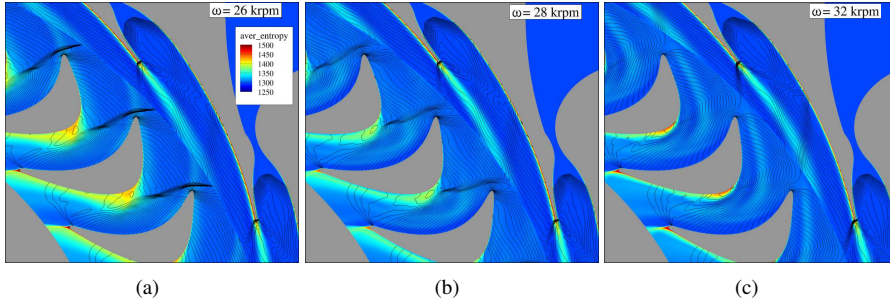 ω= 26 krpm
aver_entropy
1500
1450
1400
1350
1300
1250
(a)
ω= 28 krpm
(b)
ω= 32 krpm
(c)